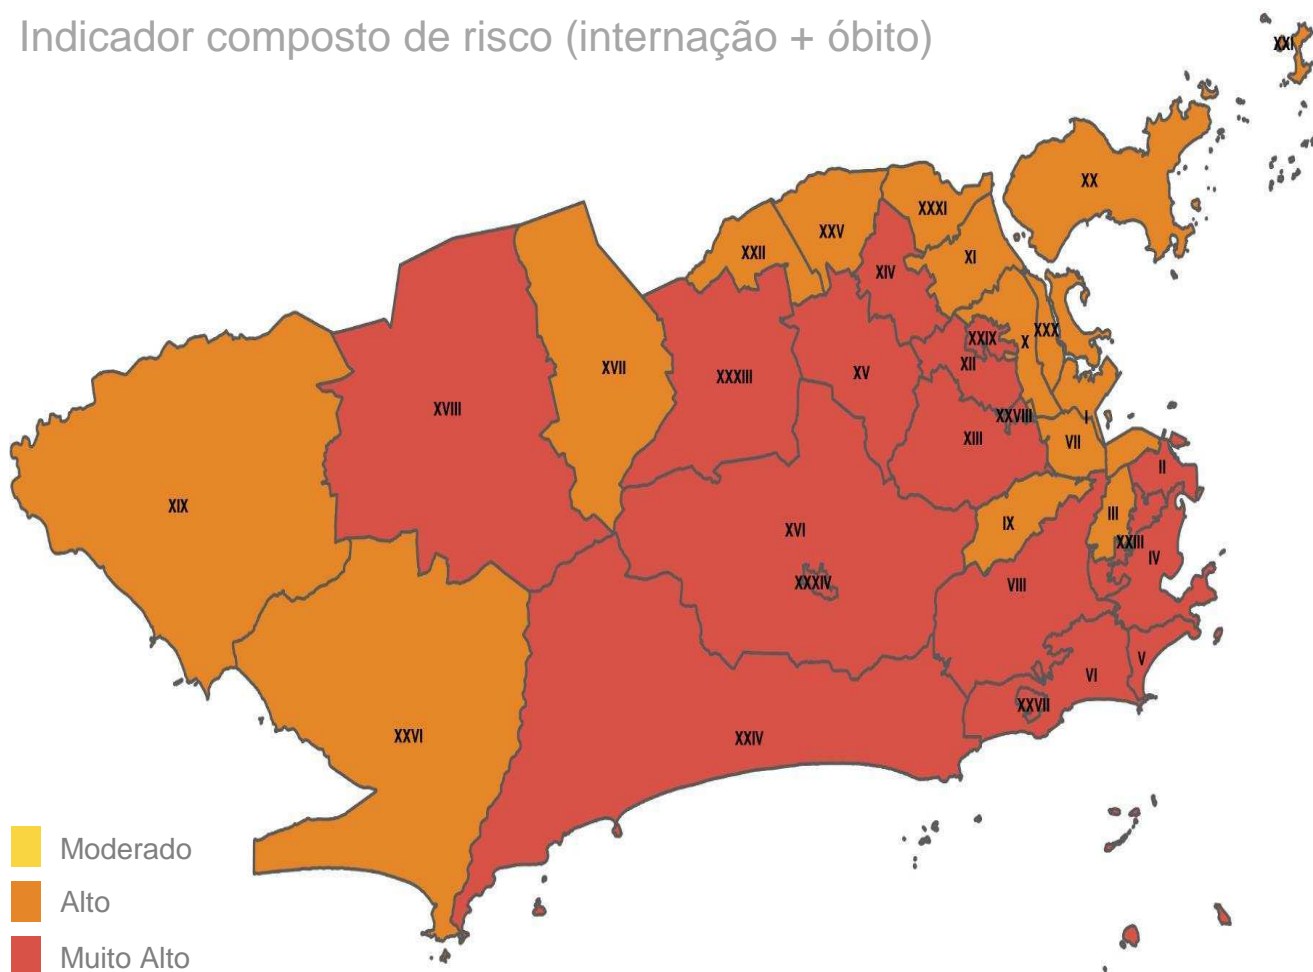 Indicador composto de risco (internação + óbito)
XXI
XX
XXXI
XXV
XXII
XI
XIV
XXX
XXIX
X
XII
XVII
XXXIII
XV
XVIII
XXVIII
I
XIII
VII
II
XIX
III
IX
XVI
XXIII
IV
XXXIV
VIII
V
VI
XXVII
XXVI
XXIV
Moderado
Alto
Muito Alto